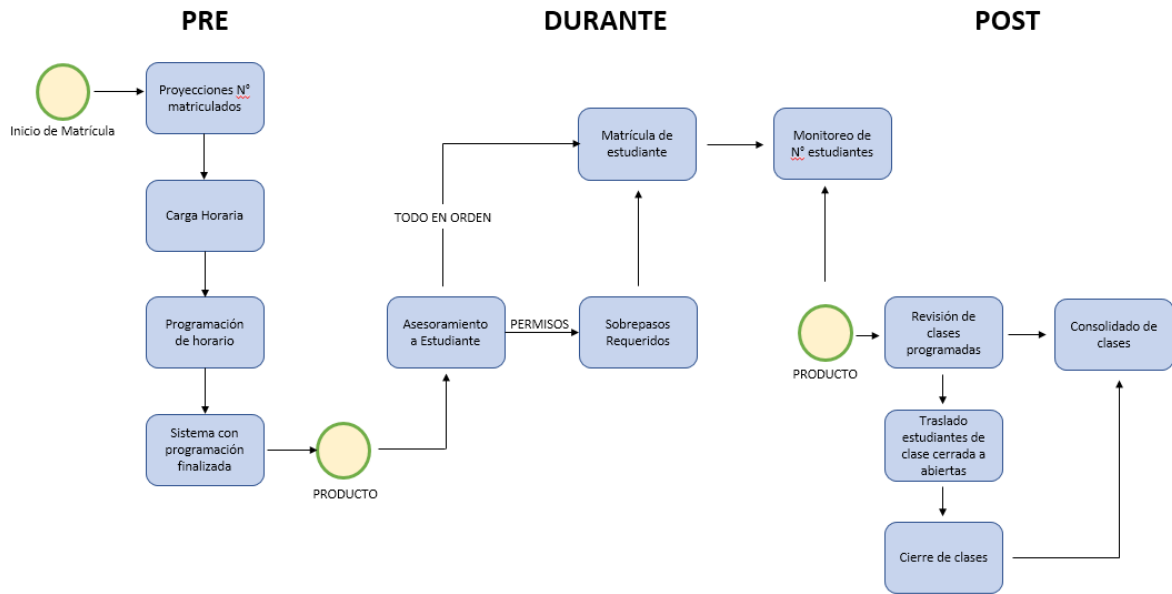 PRE
DURANTE
POST
Inicio de Matrícula
Proyecciones N°
matriculados
Carga Horaria
Programación
de horario
Sistema con
programación
finalizada
PRODUCTO
TODO EN ORDEN
Asesoramiento
a Estudiante
PERMISOS
Sobrepasos
Requeridos
Matrícula de
estudiante
Monitoreo de
N° estudiantes
PRODUCTO
Revisión de
clases
programadas
Consolidado de
clases
Traslado
estudiantes de
clase cerrada a
abiertas
Cierre de clases